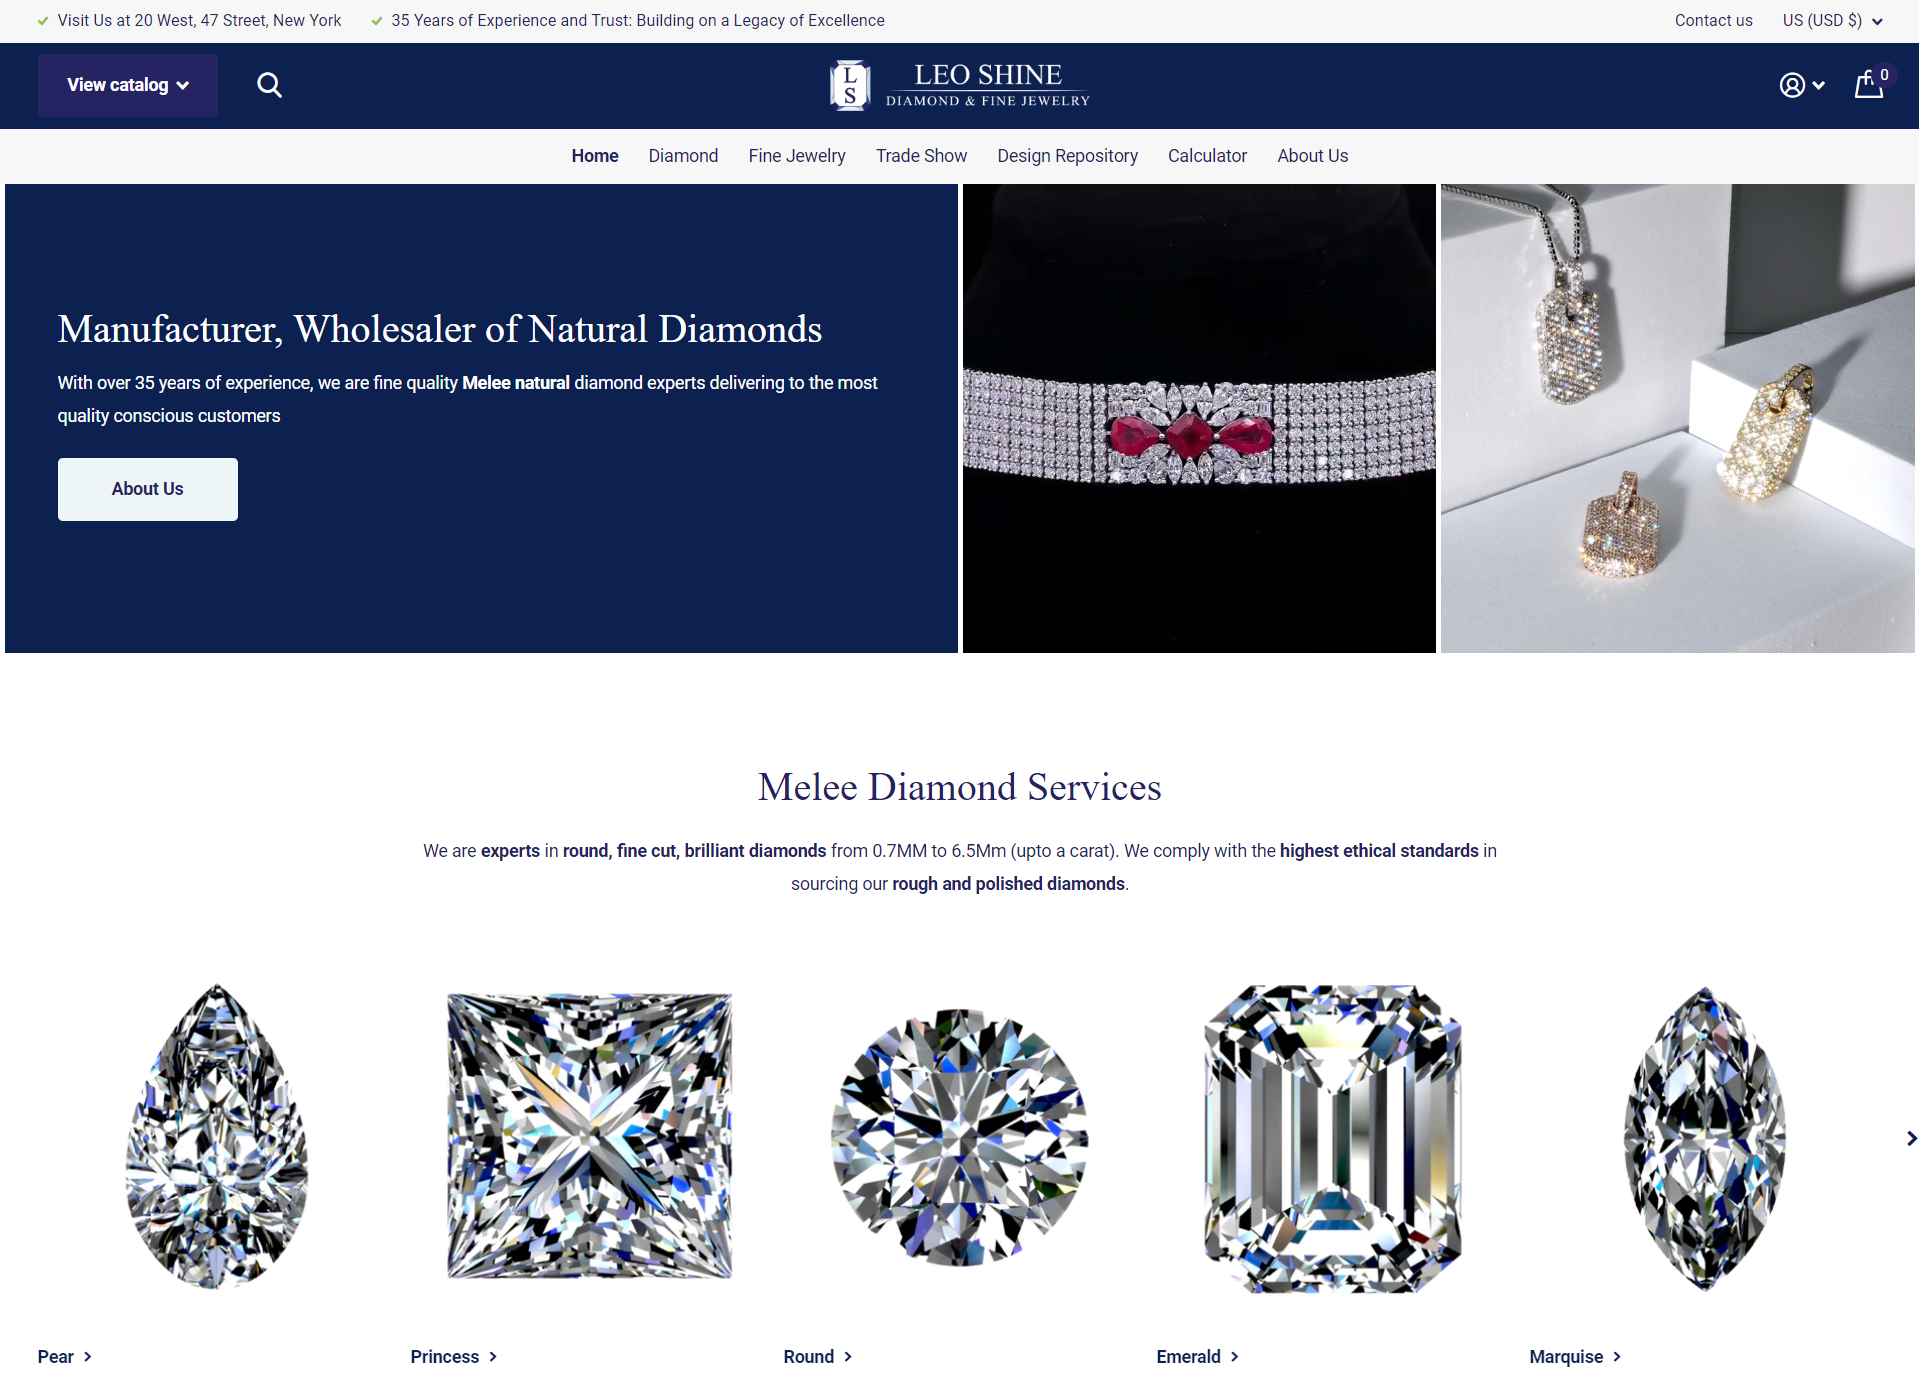 Visit Us at 20 West, 47 Street, New York
35 Years of Experience and Trust: Building on a Legacy of Excellence
Contact us
US (USD $)
View catalog
L
S
LEO SHINE
DIAMOND & FINE JEWELRY
0
Home
Diamond
Fine Jewelry
Trade Show
Design Repository
Calculator
About Us
Manufacturer, Wholesaler of Natural Diamonds
With over 35 years of experience, we are fine quality Melee natural diamond experts delivering to the most
quality conscious customers
About Us
Melee Diamond Services
We are experts in round, fine cut, brilliant diamonds from 0.7MM to 6.5Mm (upto a carat). We comply with the highest ethical standards in
sourcing our rough and polished diamonds.
Pear
Princess
Round
Emerald
Marquise